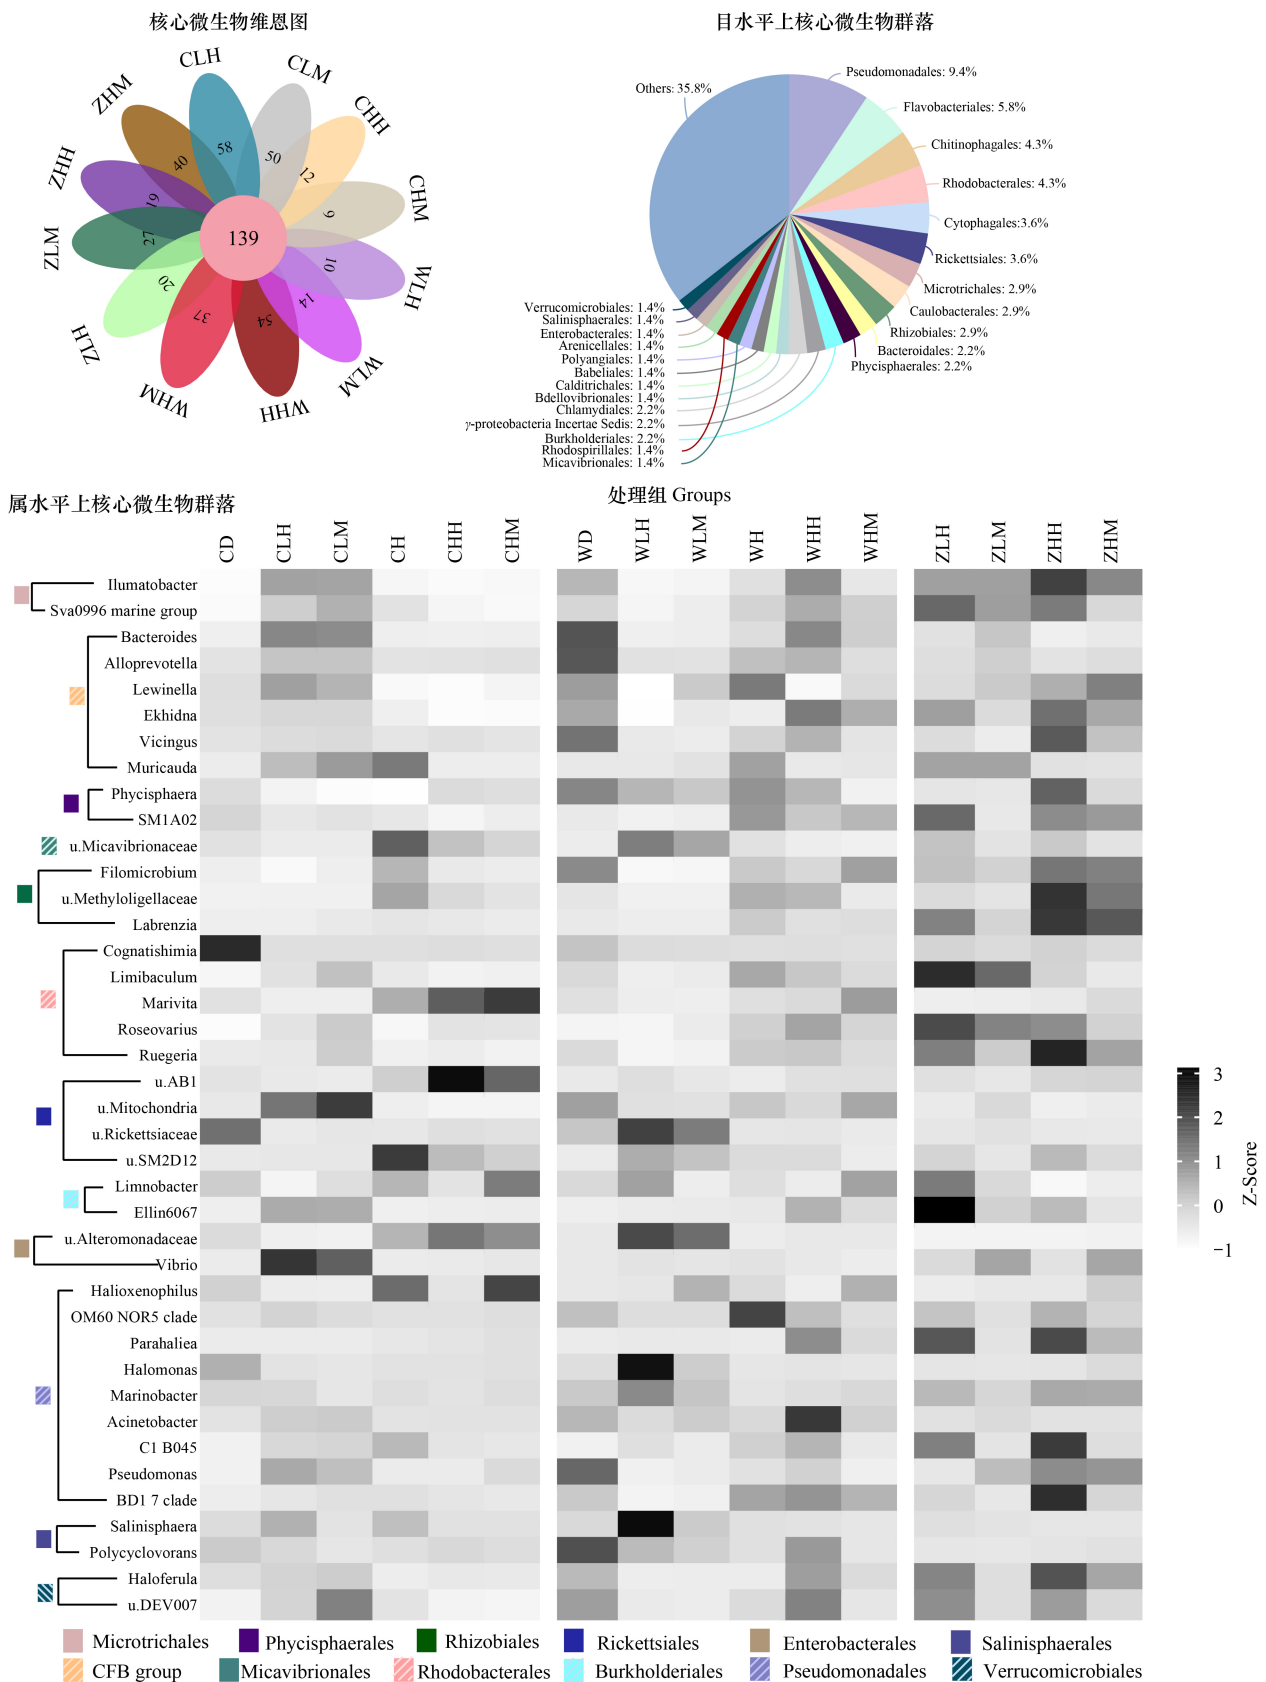 核心微生物维恩图
CLH
CLM
CHH
CHM
WLH
WLM
WHH
WHM
ZLH
ZLM
ZHH
ZHM
58
50
12
9
10
14
54
37
20
27
19
40
139
目水平上核心微生物群落
Others: 35.8%
Pseudomonadales: 9.4%
Flavobacteriales: 5.8%
Chitinophagales: 4.3%
Rhodobacterales: 4.3%
Cytophagales:3.6%
Rickettsiales: 3.6%
Microtrichales: 2.9%
Caulobacterales: 2.9%
Rhizobiales: 2.9%
Bacteroidales: 2.2%
Phycisphaerales: 2.2%
Verrucomicrobiales: 1.4%
Salinisphaerales: 1.4%
Enterobacterales: 1.4%
Arenicellales: 1.4%
Polyangiales: 1.4%
Babeliales: 1.4%
Calditrichales: 1.4%
Bdellovibrionales: 1.4%
Chlamydiales: 2.2%
γ-proteobacteria Incertae Sedis: 2.2%
Burkholderiales: 2.2%
Rhodospirillales: 1.4%
Micavibrionales: 1.4%
属水平上核心微生物群落
处理组 Groups
CD CLH CLM CH CHH CHM WD WLH WLM WH WHH WHM ZLH ZLM ZHH ZHM
Ilumatobacter
Sva0996 marine group
Bacteroides
Alloprevotella
Lewinella
Ekhidna
Vicingus
Muricauda
Phycisphaera
SM1A02
u.Micavibrionaceae
Filomicrobium
u.Methyloligellaceae
Labrenzia
Cognatishimia
Limibaculum
Marivita
Roseovarius
Ruegeria
u.AB1
u.Mitochondria
u.Rickettsiaceae
u.SM2D12
Limnobacter
Ellin6067
u.Alteromonadaceae
Vibrio
Halioxenophilus
OM60 NOR5 clade
Parahaliea
Halomonas
Marinobacter
Acinetobacter
C1 B045
Pseudomonas
BD1 7 clade
Salinisphaera
Polycyclovorans
Haloferula
u.DEV007
3
2
1
0
−1
Z-Score
Microtrichales Phycisphaerales Rhizobiales Rickettsiales Enterobacterales Salinisphaerales
CFB group Micavibrionales Rhodobacterales Burkholderiales Pseudomonadales Verrucomicrobiales